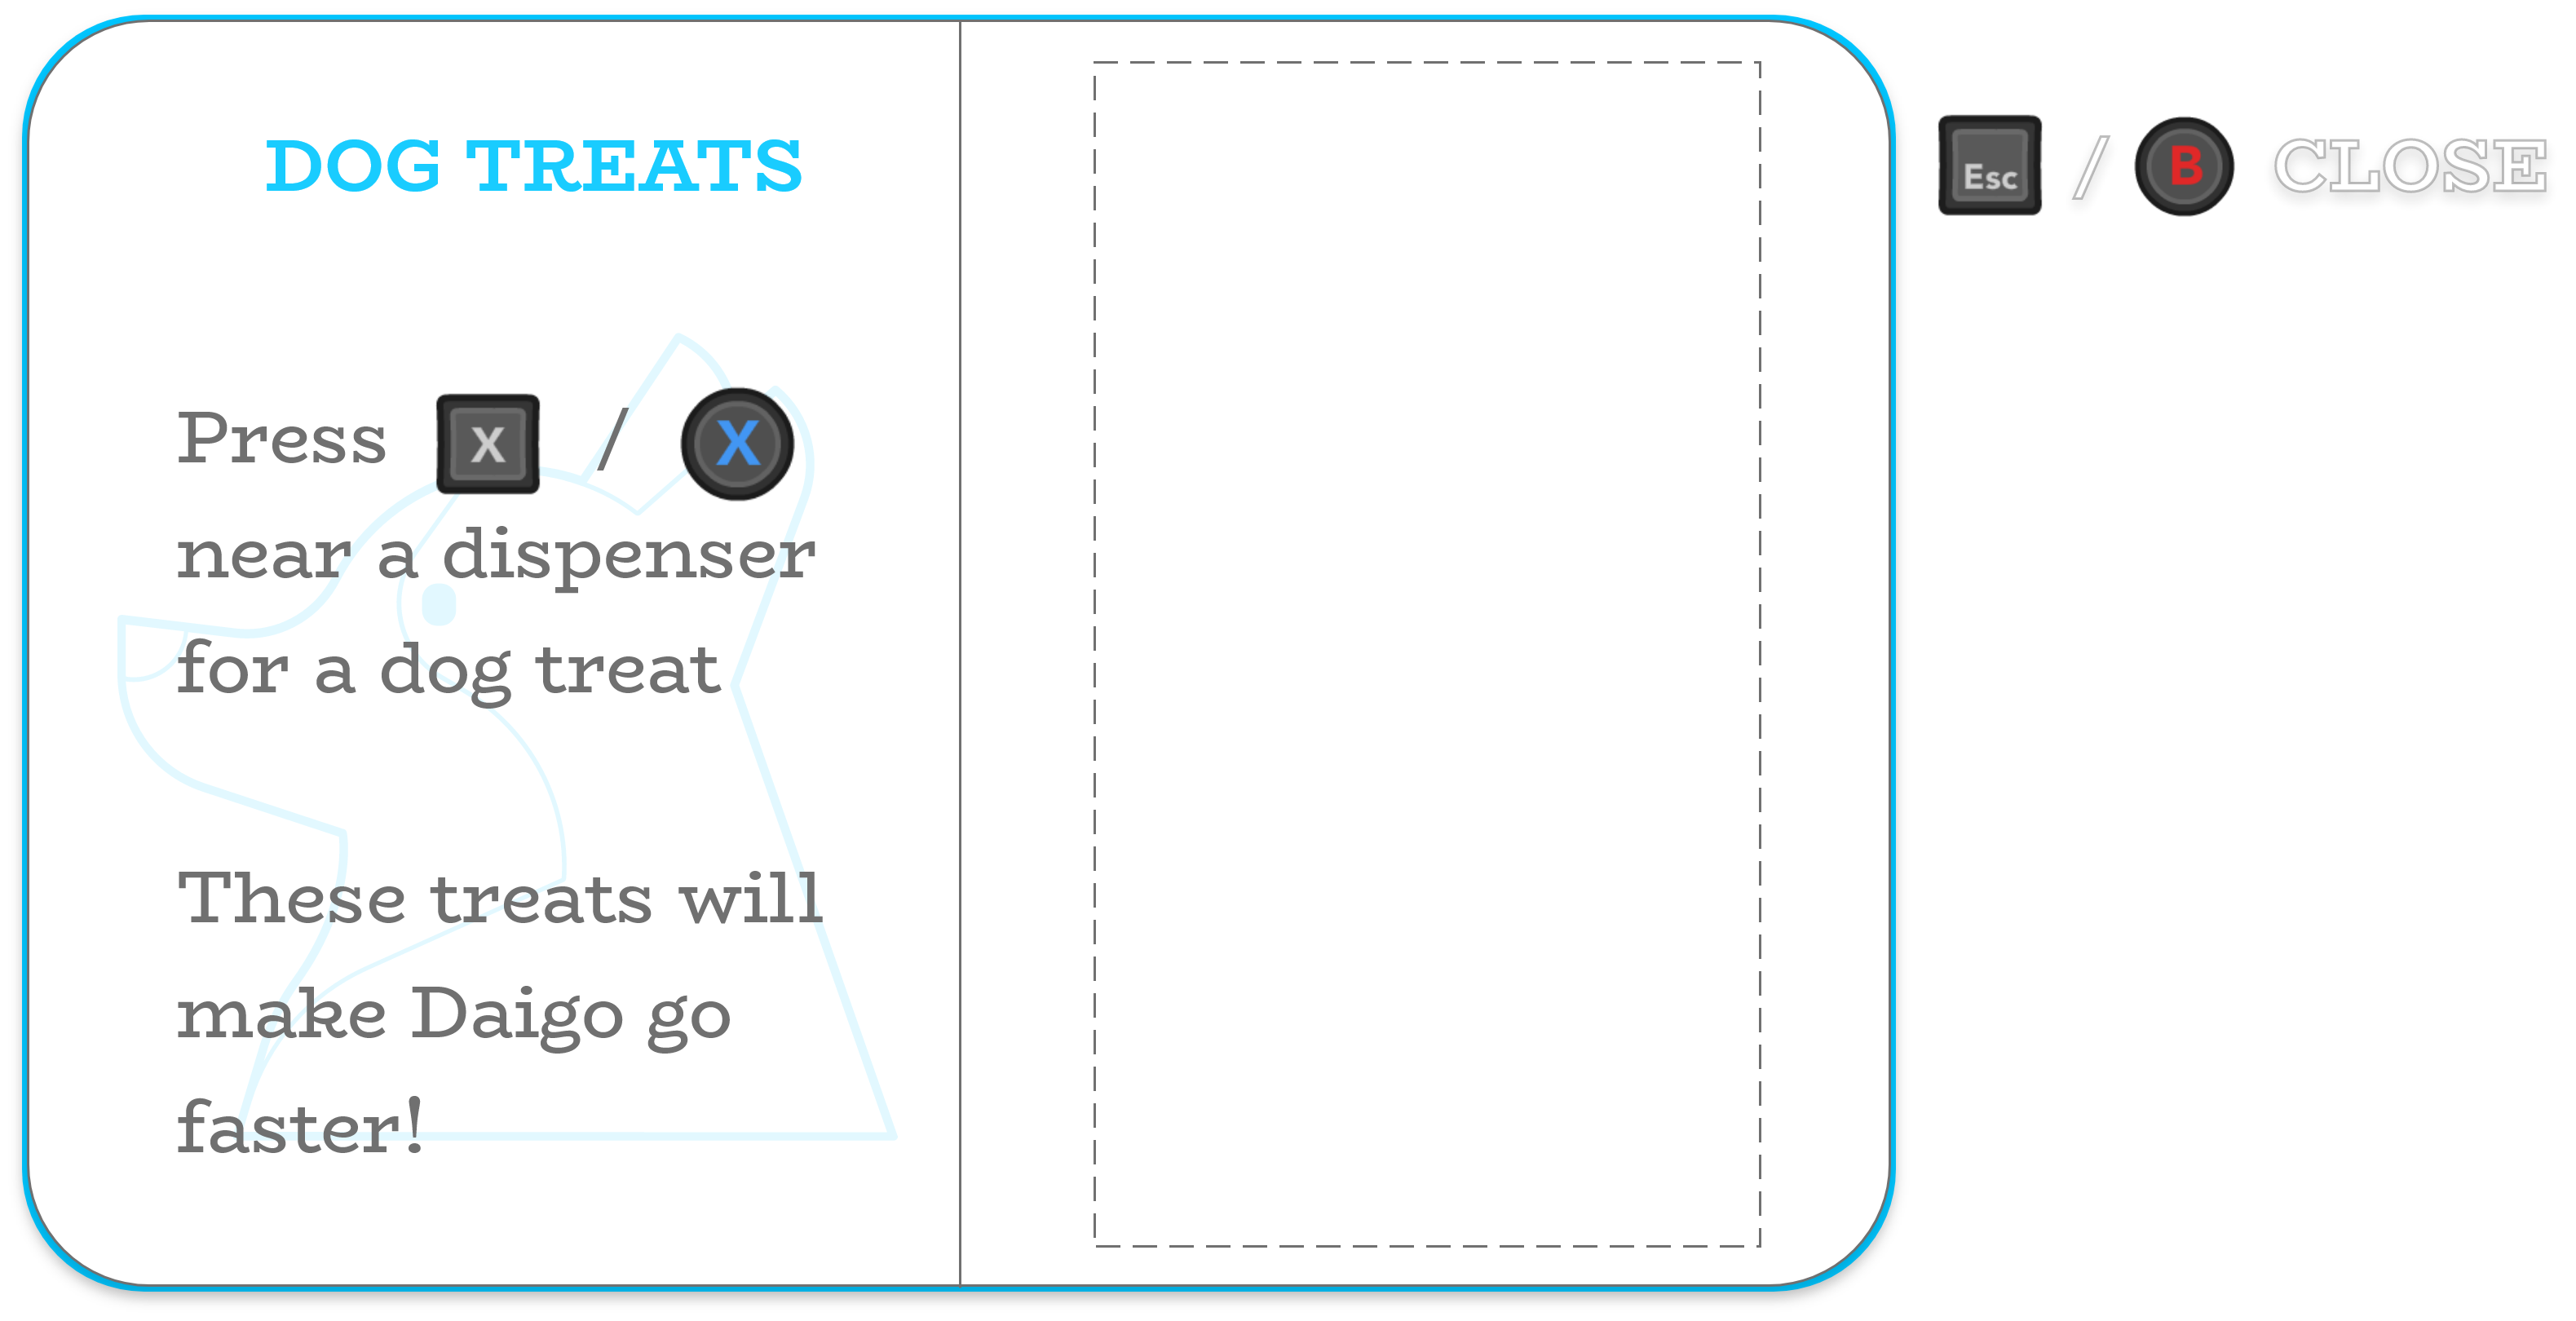 DOG TREATS
Esc / B CLOSE
Press X / X
near a dispenser
for a dog treat
These treats will
make Daigo go
faster!